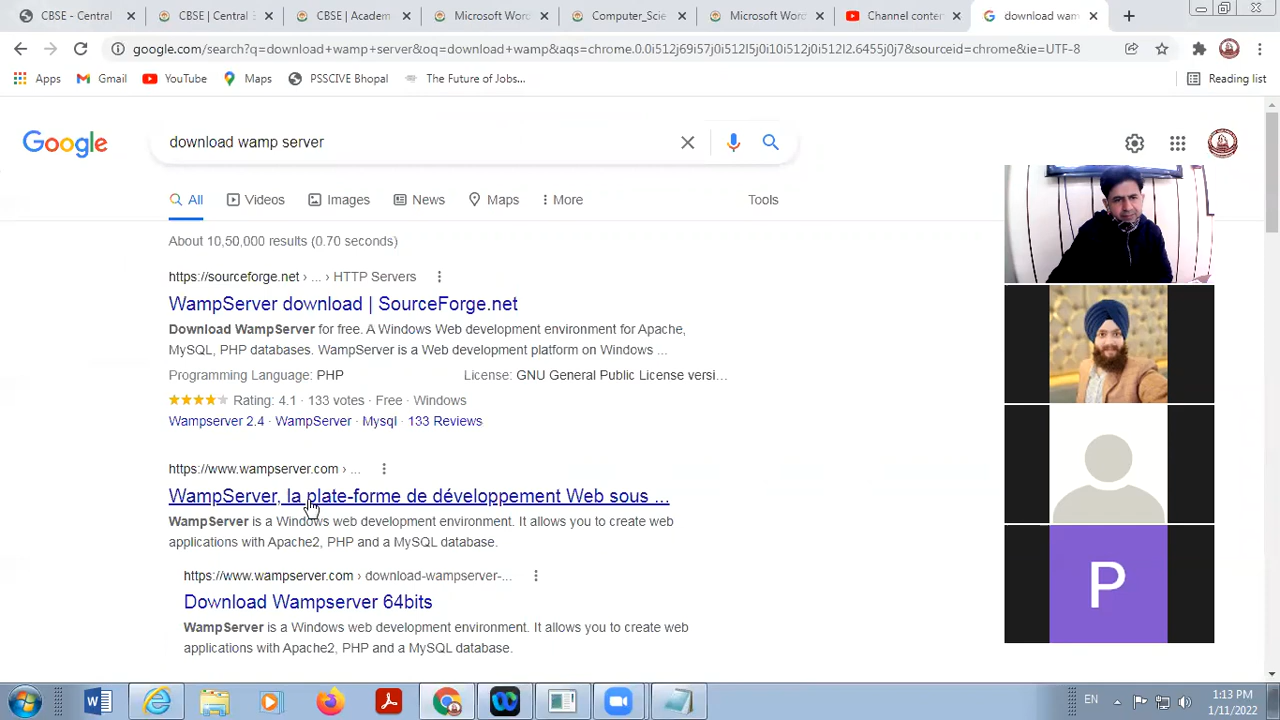 CBSE - Central
CBSE | Central E
CBSE | Academ
Microsoft Word
Computer_Scie
Microsoft Word
Channel conten
download wam
google.com/search?q=download+wamp+server&oq=download+wamp&aqs=chrome.0.0i512j69i57j0i512l5j0i10i512j0i512l2.6455j0j7&sourceid=chrome&ie=UTF-8
Apps Gmail YouTube Maps PSSCIVE Bhopal The Future of Jobs... Reading list
Google download wamp server
All Videos Images News Maps More Tools
About 10,50,000 results (0.70 seconds)
https://sourceforge.net › ... › HTTP Servers
WampServer download | SourceForge.net
Download WampServer for free. A Windows Web development environment for Apache,
MySQL, PHP databases. WampServer is a Web development platform on Windows ...
Programming Language: PHP License: GNU General Public License versi...
Rating: 4.1 · 133 votes · Free · Windows
Wampserver 2.4 · WampServer · Mysql · 133 Reviews
https://www.wampserver.com › ...
WampServer, la plate-forme de développement Web sous ...
WampServer is a Windows web development environment. It allows you to create web
applications with Apache2, PHP and a MySQL database.
https://www.wampserver.com › download-wampserver-...
Download Wampserver 64bits
WampServer is a Windows web development environment. It allows you to create web
applications with Apache2, PHP and a MySQL database.
P
EN
1:13 PM
1/11/2022